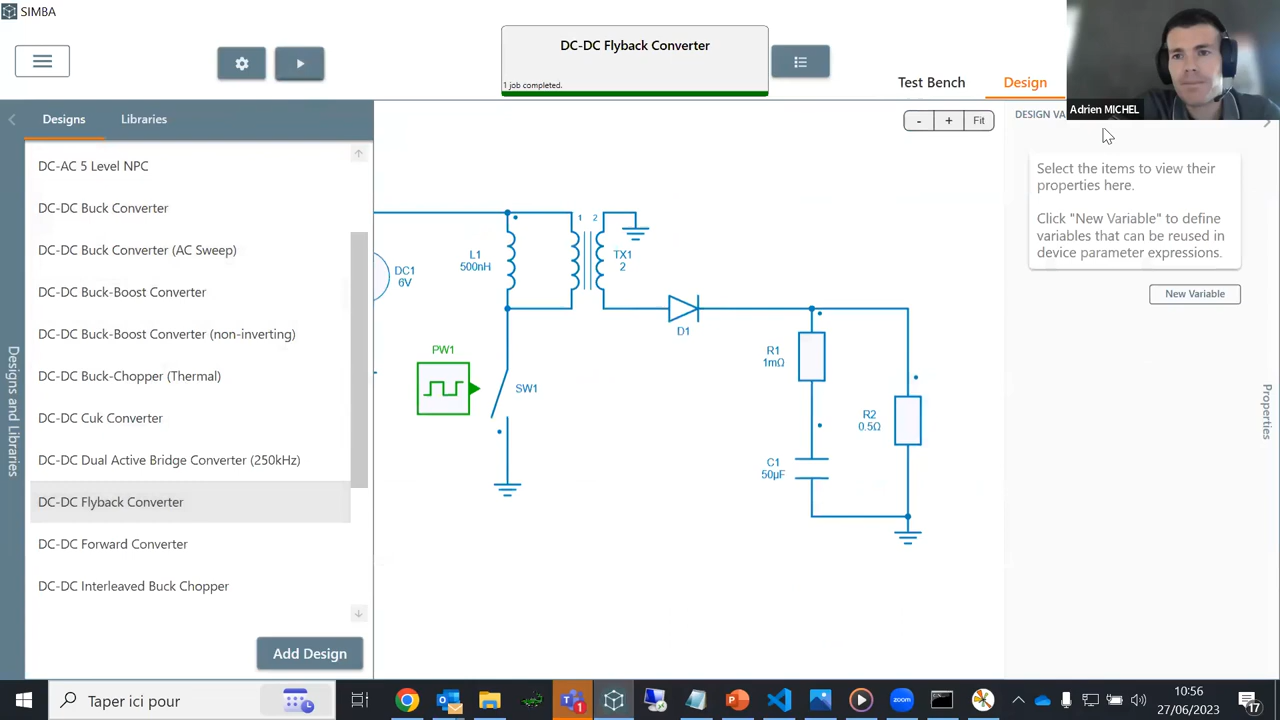 SIMBA
DC-DC Flyback Converter
1 job completed.
Test Bench
Design
Adrien MICHEL
Designs
Libraries
DC-AC 5 Level NPC
DC-DC Buck Converter
DC-DC Buck Converter (AC Sweep)
DC-DC Buck-Boost Converter
DC-DC Buck-Boost Converter (non-inverting)
DC-DC Buck-Chopper (Thermal)
DC-DC Cuk Converter
DC-DC Dual Active Bridge Converter (250kHz)
DC-DC Flyback Converter
DC-DC Forward Converter
DC-DC Interleaved Buck Chopper
Add Design
Designs and Libraries
-
+
Fit
1 2
L1
500nH
TX1
2
DC1
6V
D1
PW1
SW1
R1
1mΩ
R2
0.5Ω
C1
50µF
DESIGN VA
Select the items to view their
properties here.
Click "New Variable" to define
variables that can be reused in
device parameter expressions.
New Variable
Properties
Taper ici pour
1
zoom
10:56
27/06/2023
17